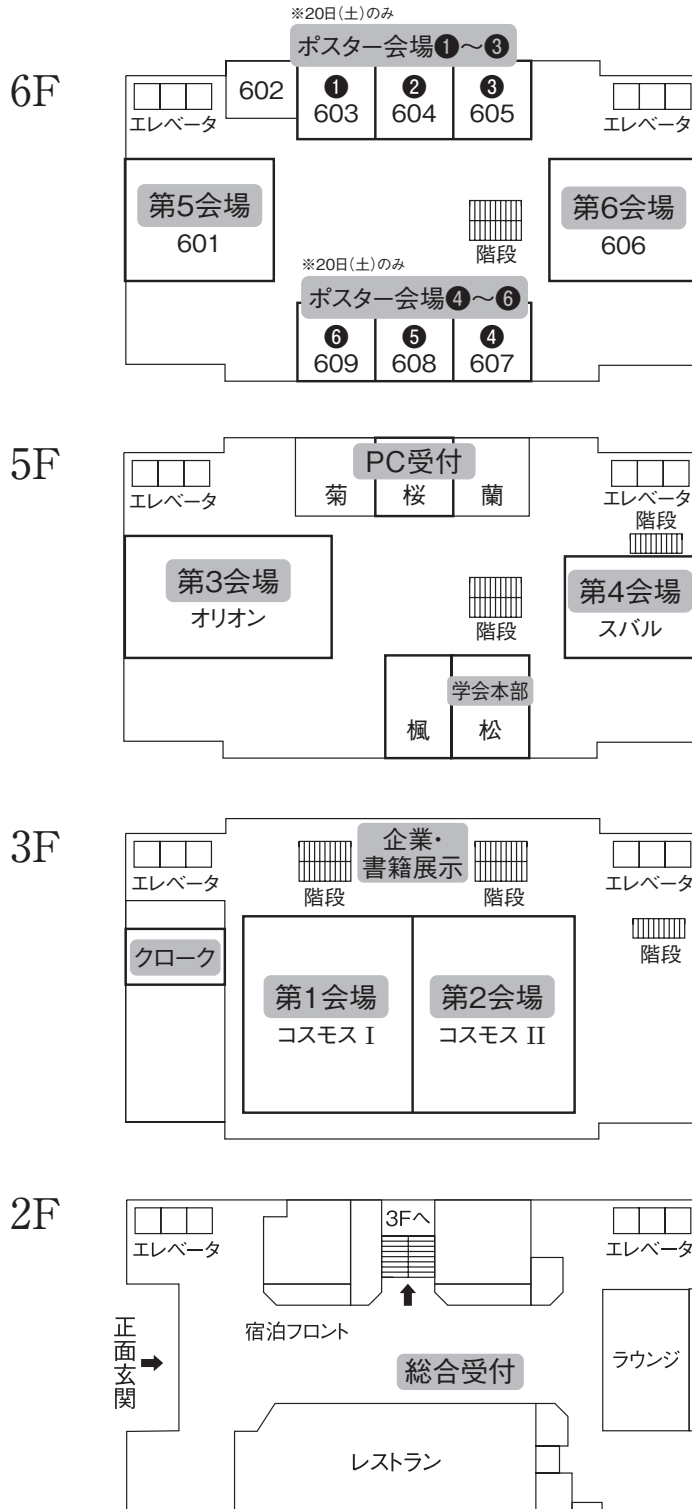 ※20日(土)のみ
ポスター会場❶～❸
6F
エレベータ
602
❶
603
❷
604
❸
605
エレベータ
第5会場
601
階段
第6会場
606
※20日(土)のみ
ポスター会場❹～❻
❻
609
❺
608
❹
607
5F
エレベータ
PC受付
菊
桜
蘭
エレベータ
階段
第3会場
オリオン
階段
第4会場
スバル
学会本部
楓
松
3F
エレベータ
階段
企業・
書籍展示
階段
エレベータ
クローク
階段
第1会場
コスモス I
第2会場
コスモス II
2F
エレベータ
3Fへ
エレベータ
正面玄関
宿泊フロント
総合受付
ラウンジ
レストラン